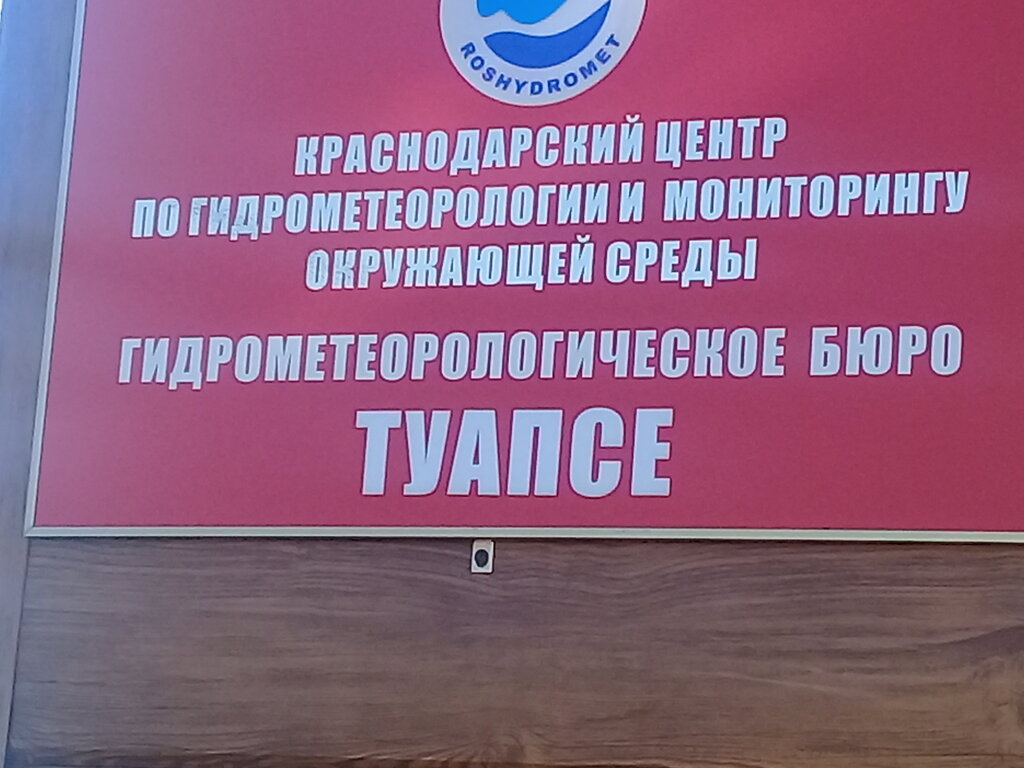 ROSHYDROMET
КРАСНОДАРСКИЙ ЦЕНТР
ПО ГИДРОМЕТЕОРОЛОГИИ И МОНИТОРИНГУ
ОКРУЖАЮЩЕЙ СРЕДЫ
ГИДРОМЕТЕОРОЛОГИЧЕСКОЕ БЮРО
ТУАПСЕ